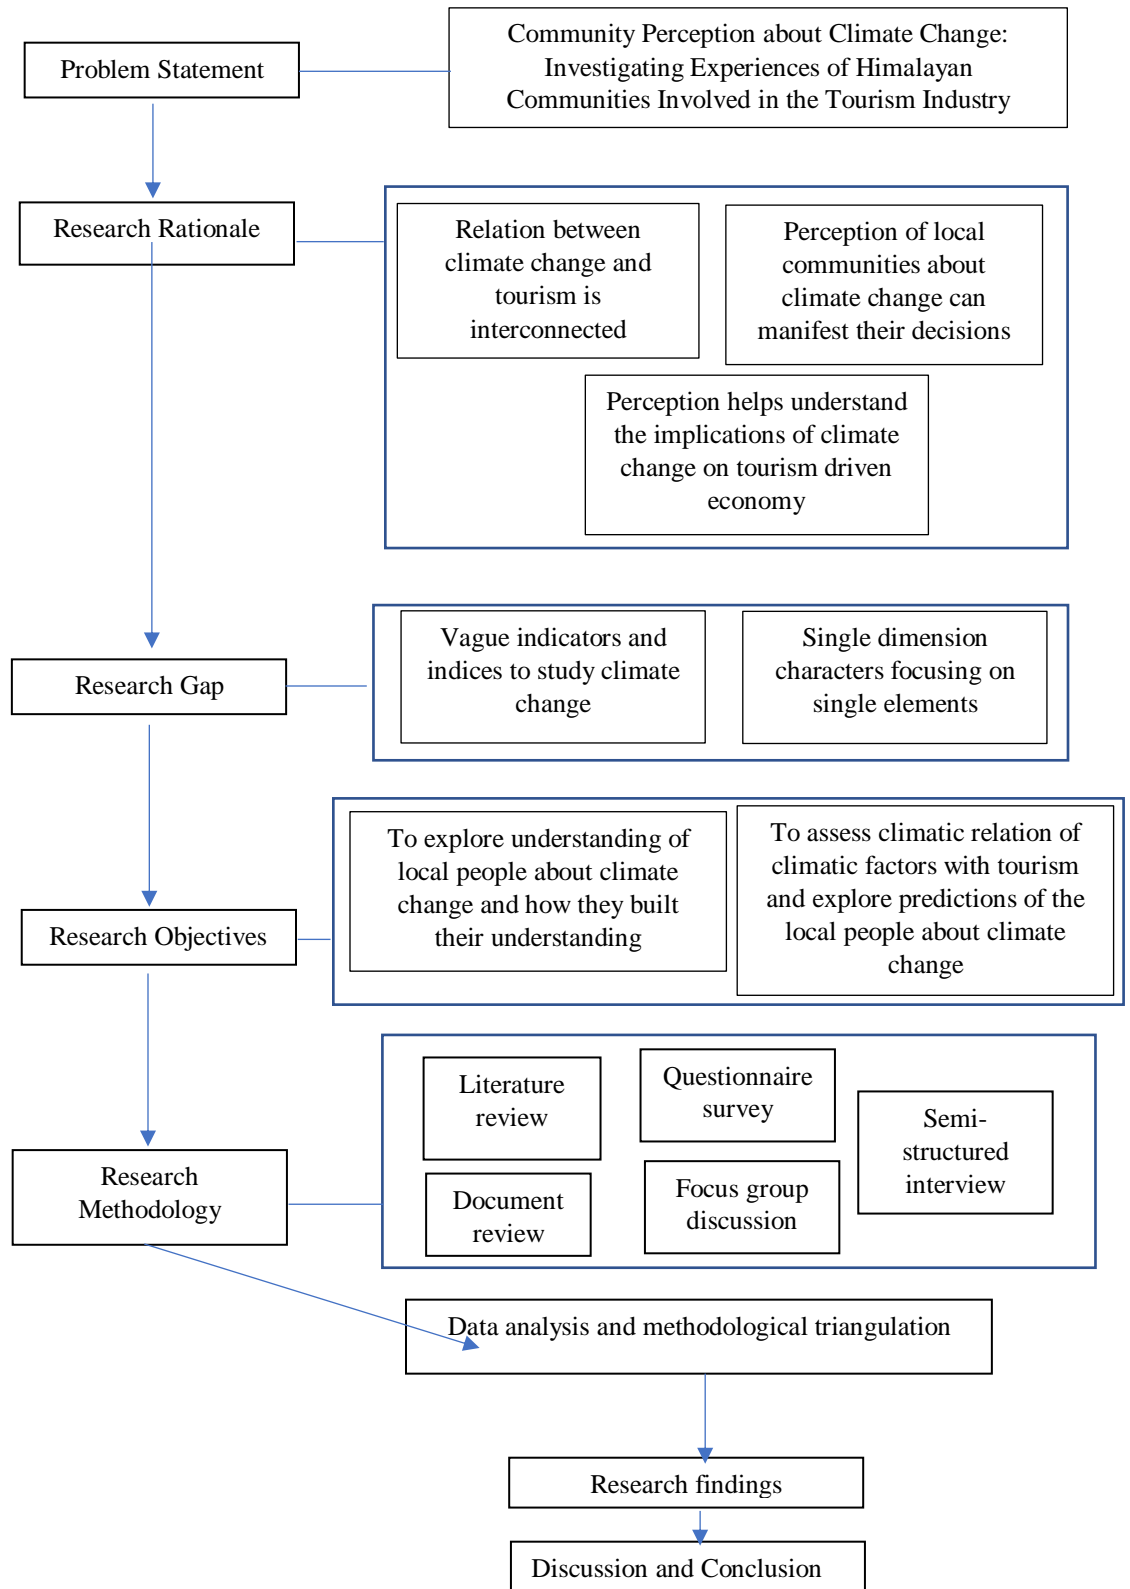 Problem Statement
Community Perception about Climate Change:
Investigating Experiences of Himalayan
Communities Involved in the Tourism Industry
Research Rationale
Relation between
climate change and
tourism is
interconnected
Perception of local
communities about
climate change can
manifest their decisions
Perception helps understand
the implications of climate
change on tourism driven
economy
Research Gap
Vague indicators and
indices to study climate
change
Single dimension
characters focusing on
single elements
Research Objectives
To explore understanding of
local people about climate
change and how they built
their understanding
To assess climatic relation of
climatic factors with tourism
and explore predictions of the
local people about climate
change
Research
Methodology
Literature
review
Questionnaire
survey
Semi-
structured
interview
Document
review
Focus group
discussion
Data analysis and methodological triangulation
Research findings
Discussion and Conclusion